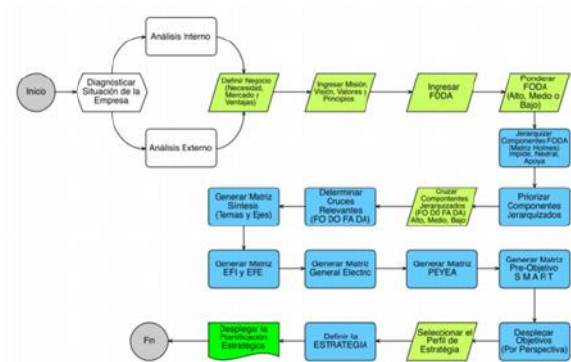 Inicio
Diagnósticar
Situación de la
Empresa
Análisis Interno
Análisis Externo
Definir Negocio
(Necesidad,
Mercado y
Ventajas)
Ingresar Misión,
Visión, Valores y
Principios
Ingresar
FODA
Ponderar
FODA
(Alto, Medio o
Bajo)
Jerarquizar
Componentes FODA
(Matriz Holmes)
Impide, Neutral,
Apoya
Priorizar
Componentes
Jerarquizados
Cruzar
Componentes
Jerarquizados
(FO DO FA DA)
Alto, Medio, Bajo
Determinar
Cruces
Relevantes
(FO DO FA DA)
Generar Matriz
Síntesis
(Temas y Ejes)
Generar Matriz
EFI y EFE
Generar Matriz
General Electric
Generar Matriz
PEYEA
Generar Matriz
Pre-Objetivo
S M A R T
Desplegar
Objetivos
(Por Perspectiva)
Seleccionar el
Perfil de
Estratégia
Definir la
ESTRATEGIA
Desplegar la
Planificación
Estratégica
Fin